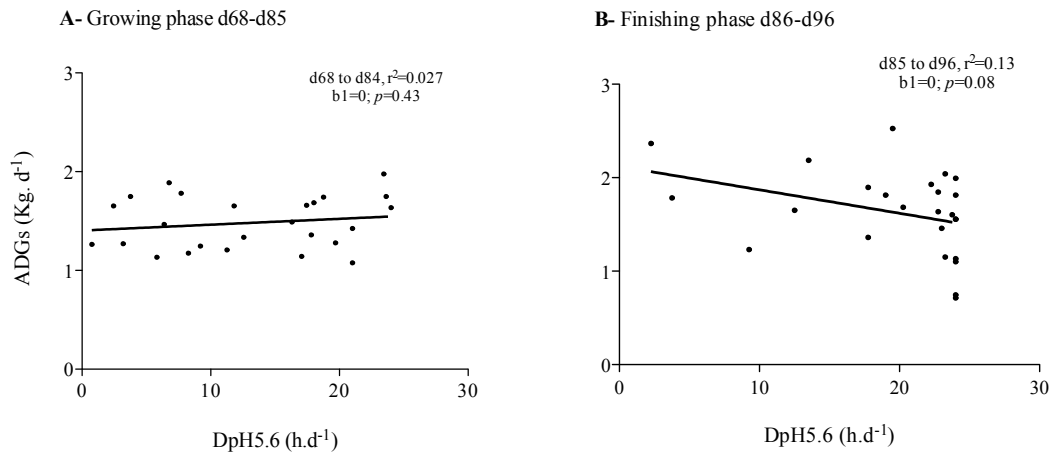 A- Growing phase d68-d85
d68 to d84, r²=0.027
b1=0; p=0.43
3
2
1
0
ADGs (Kg. d⁻¹)
0 10 20 30
DpH5.6 (h.d⁻¹)
B- Finishing phase d86-d96
d85 to d96, r²=0.13
b1=0; p=0.08
3
2
1
0
0 10 20 30
DpH5.6 (h.d⁻¹)